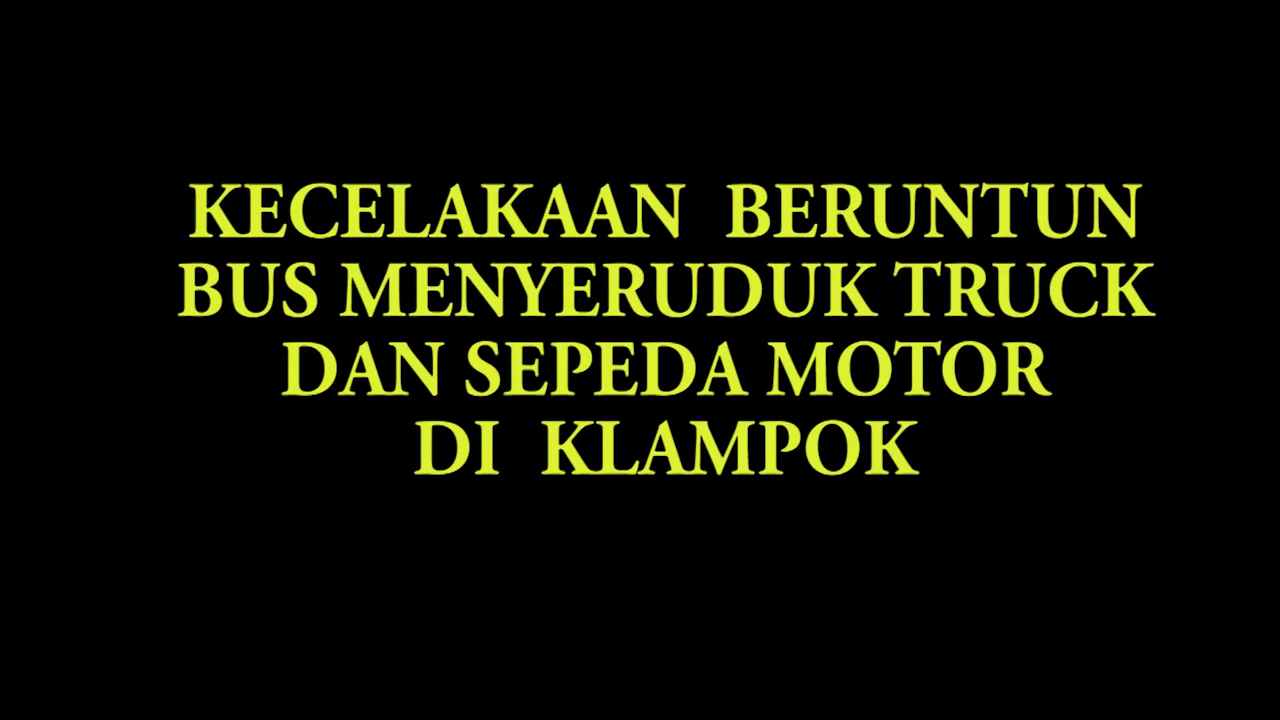 KECELAKAAN BERUNTUN
BUS MENYERUDUK TRUCK
DAN SEPEDA MOTOR
DI KLAMPOK